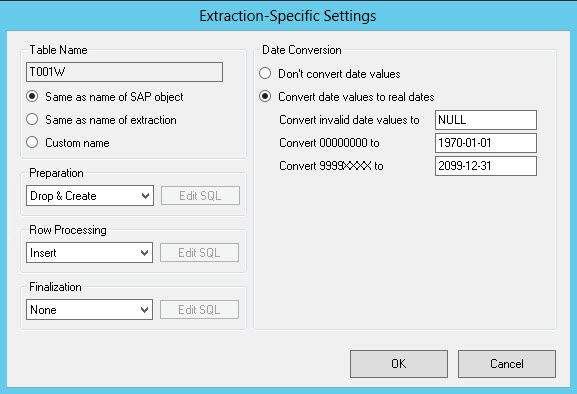 Extraction-Specific Settings
Table Name
T001W
Same as name of SAP object
Same as name of extraction
Custom name
Preparation
Drop & Create
Edit SQL
Row Processing
Insert
Edit SQL
Finalization
None
Edit SQL
Date Conversion
Don't convert date values
Convert date values to real dates
Convert invalid date values to
NULL
Convert 00000000 to
1970-01-01
Convert 9999XXXX to
2099-12-31
OK
Cancel